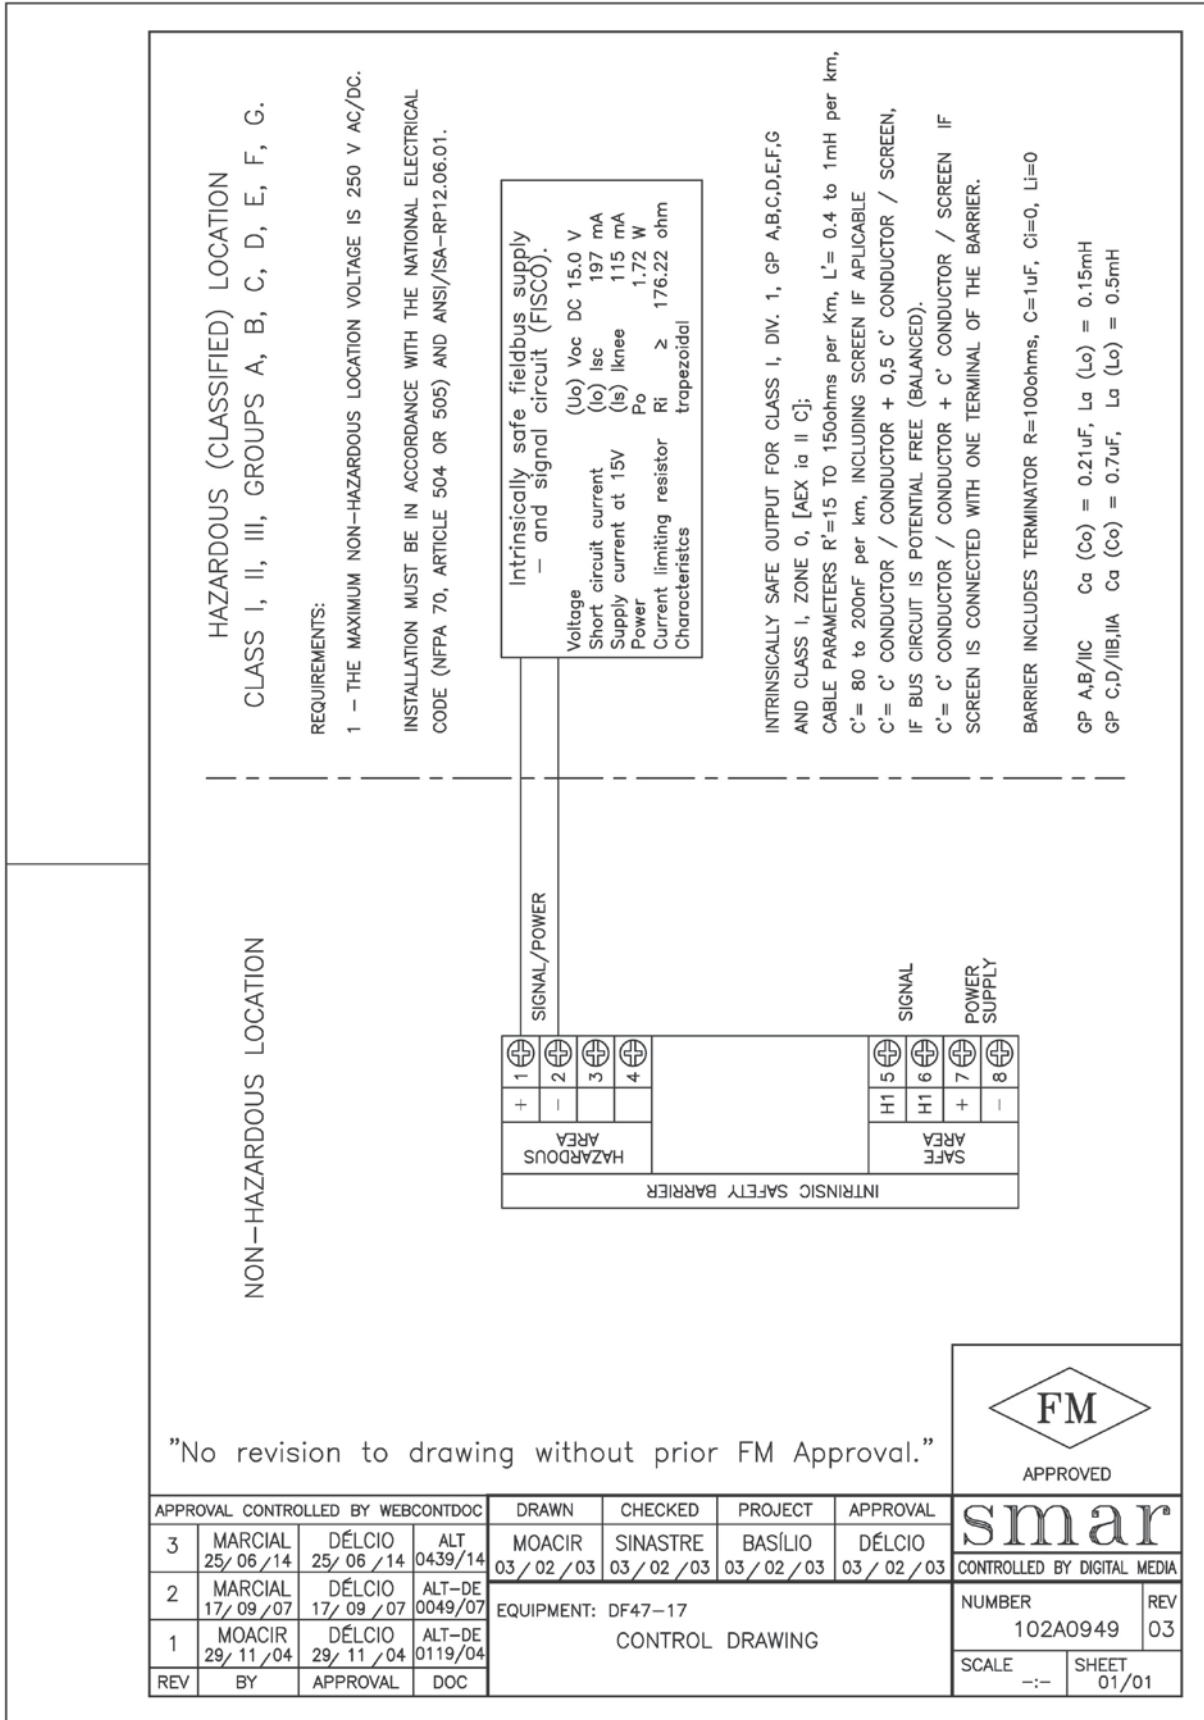 HAZARDOUS (CLASSIFIED) LOCATION
CLASS I, II, III, GROUPS A, B, C, D, E, F, G.
REQUIREMENTS:
1 – THE MAXIMUM NON–HAZARDOUS LOCATION VOLTAGE IS 250 V AC/DC.
INSTALLATION MUST BE IN ACCORDANCE WITH THE NATIONAL ELECTRICAL
CODE (NFPA 70, ARTICLE 504 OR 505) AND ANSI/ISA–RP12.06.01.
Intrinsically safe fieldbus supply
– and signal circuit (FISCO).
Voltage (Uo) Voc DC 15.0 V
Short circuit current (Io) Isc 197 mA
Supply current at 15V (Is) Iknee 115 mA
Power Po 1.72 W
Current limiting resistor Ri ≥ 176.22 ohm
Characteristcs trapezoidal
INTRINSICALLY SAFE OUTPUT FOR CLASS I, DIV. 1, GP A,B,C,D,E,F,G
AND CLASS I, ZONE 0, [AEX ia II C];
CABLE PARAMETERS R'=15 TO 150ohms per Km, L'= 0.4 to 1mH per km,
C'= 80 to 200nF per km, INCLUDING SCREEN IF APLICABLE
C'= C' CONDUCTOR / CONDUCTOR + 0,5 C' CONDUCTOR / SCREEN,
IF BUS CIRCUIT IS POTENTIAL FREE (BALANCED).
C'= C' CONDUCTOR / CONDUCTOR + C' CONDUCTOR / SCREEN IF
SCREEN IS CONNECTED WITH ONE TERMINAL OF THE BARRIER.
BARRIER INCLUDES TERMINATOR R=100ohms, C=1uF, Ci=0, Li=0
GP A,B/IIC Ca (Co) = 0.21uF, La (Lo) = 0.15mH
GP C,D/IIB,IIA Ca (Co) = 0.7uF, La (Lo) = 0.5mH
NON–HAZARDOUS LOCATION
SIGNAL/POWER
SIGNAL
POWER
SUPPLY
+ 1
– 2
3
4
H1 5
H1 6
+ 7
– 8
HAZARDOUS
AREA
SAFE
AREA
INTRINSIC SAFETY BARRIER
"No revision to drawing without prior FM Approval."
FM
APPROVED
APPROVAL CONTROLLED BY WEBCONTDOC
3 MARCIAL 25/06/14 DÉLCIO 25/06/14 ALT 0439/14
2 MARCIAL 17/09/07 DÉLCIO 17/09/07 ALT–DE 0049/07
1 MOACIR 29/11/04 DÉLCIO 29/11/04 ALT–DE 0119/04
REV BY APPROVAL DOC
DRAWN CHECKED PROJECT APPROVAL
MOACIR SINASTRE BASÍLIO DÉLCIO
03/02/03 03/02/03 03/02/03 03/02/03
EQUIPMENT: DF47–17
CONTROL DRAWING
smar
CONTROLLED BY DIGITAL MEDIA
NUMBER REV
102A0949 03
SCALE SHEET
–:– 01/01